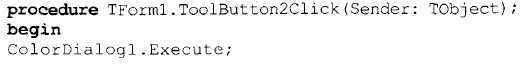 procedure TForm1.ToolButton2Click(Sender: TObject);
begin
ColorDialog1.Execute;